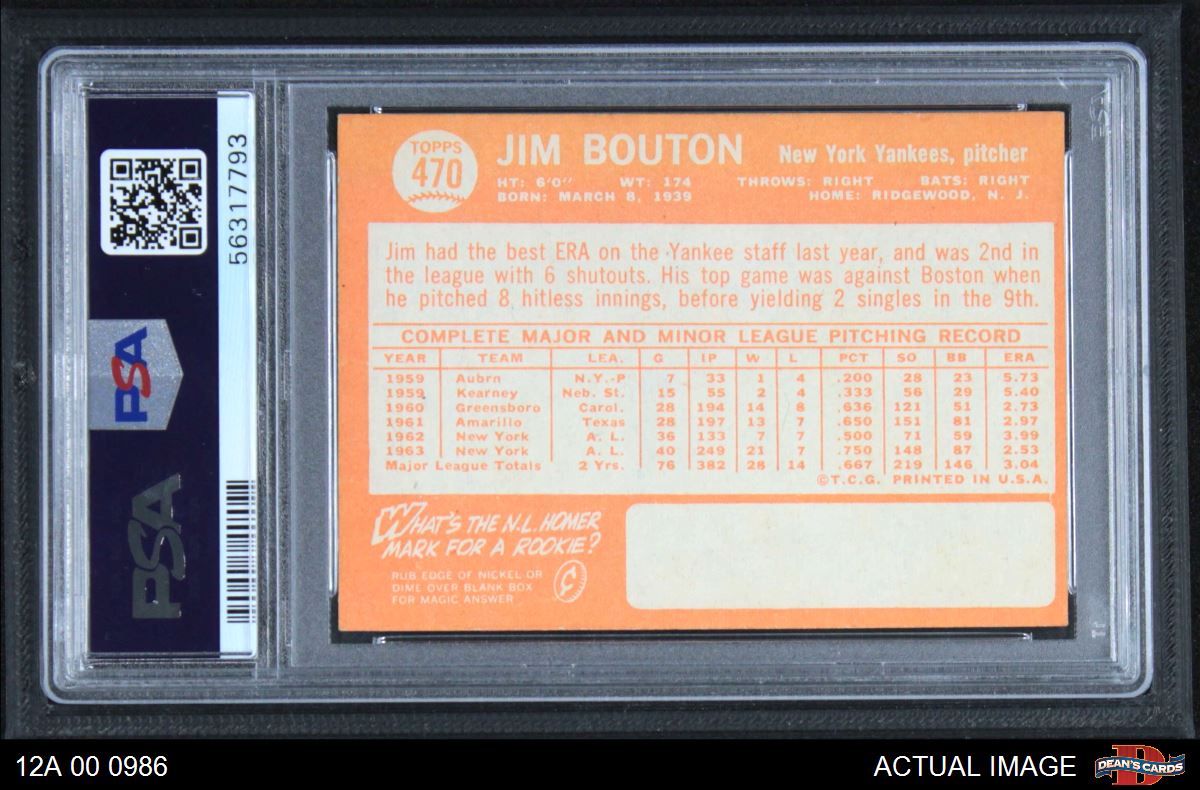 56317793
PSA
PSA
TOPPS
470
JIM BOUTON New York Yankees, pitcher
HT: 6'0" WT: 174 THROWS: RIGHT BATS: RIGHT
BORN: MARCH 8, 1939 HOME: RIDGEWOOD, N. J.
Jim had the best ERA on the Yankee staff last year, and was 2nd in
the league with 6 shutouts. His top game was against Boston when
he pitched 8 hitless innings, before yielding 2 singles in the 9th.
COMPLETE MAJOR AND MINOR LEAGUE PITCHING RECORD
YEAR TEAM LEA. G IP W L PCT SO BB ERA
1959 Aubrn N.Y.-P 7 33 1 4 .200 28 23 5.73
1959 Kearney Neb. St. 15 55 2 4 .333 56 29 5.40
1960 Greensboro Carol. 28 194 14 8 .636 121 51 2.73
1961 Amarillo Texas 28 197 13 7 .650 151 81 2.97
1962 New York A. L. 36 133 7 7 .500 71 59 3.99
1963 New York A. L. 40 249 21 7 .750 148 87 2.53
Major League Totals 2 Yrs. 76 382 28 14 .667 219 146 3.04
©T.C.G. PRINTED IN U.S.A.
WHAT'S THE N.L. HOMER
MARK FOR A ROOKIE?
RUB EDGE OF NICKEL OR
DIME OVER BLANK BOX
FOR MAGIC ANSWER
12A 00 0986
ACTUAL IMAGE
DEAN'S CARDS